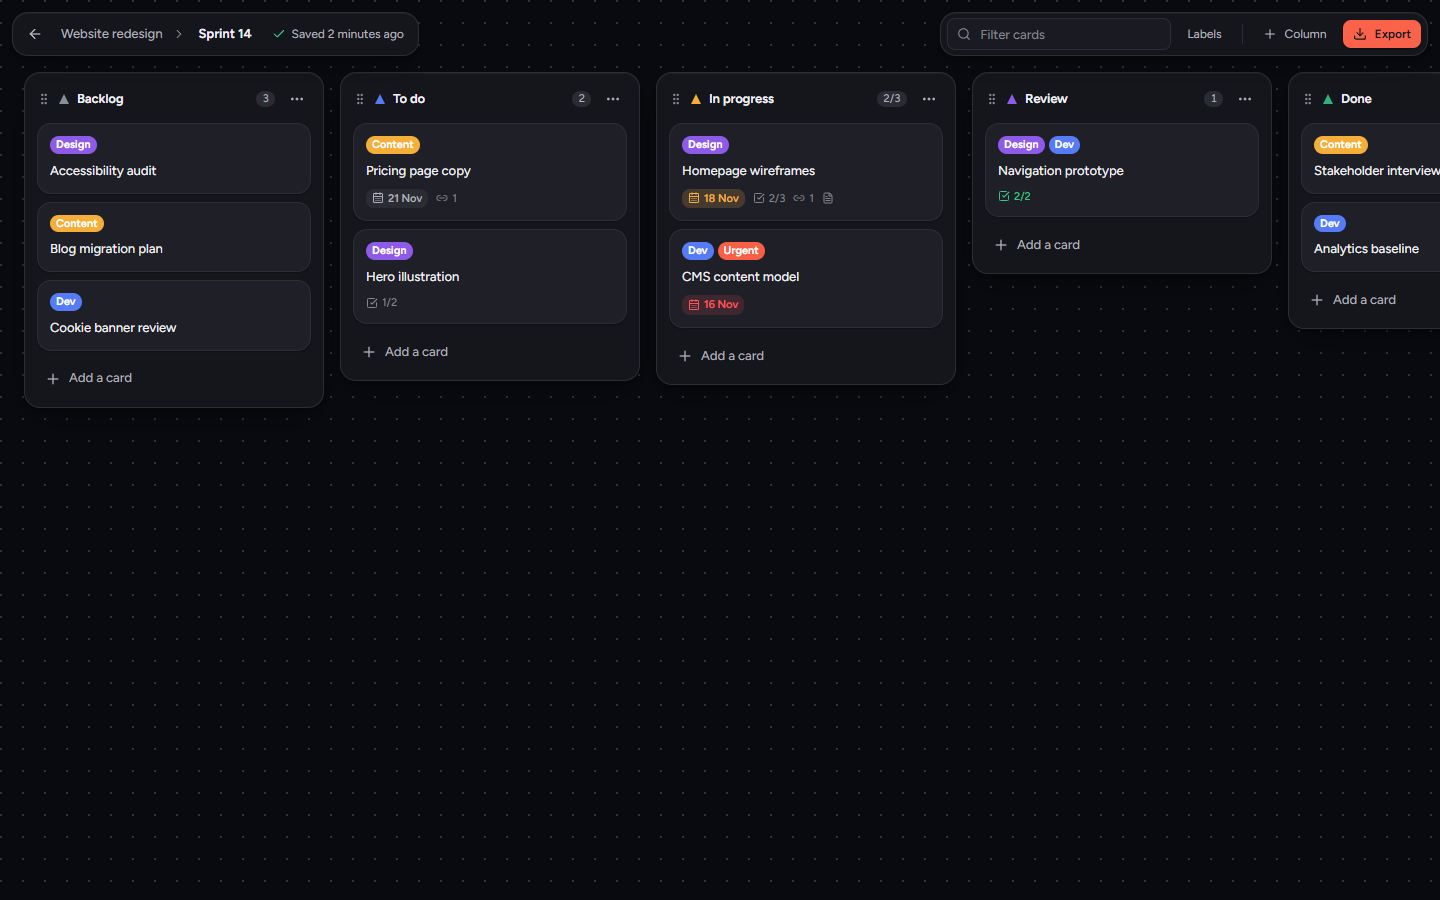 Website redesign > Sprint 14 Saved 2 minutes ago
Filter cards Labels + Column Export
Backlog 3
Design
Accessibility audit
Content
Blog migration plan
Dev
Cookie banner review
+ Add a card
To do 2
Content
Pricing page copy
21 Nov 1
Design
Hero illustration
1/2
+ Add a card
In progress 2/3
Design
Homepage wireframes
18 Nov 2/3 1
Dev Urgent
CMS content model
16 Nov
+ Add a card
Review 1
Design Dev
Navigation prototype
2/2
+ Add a card
Done
Content
Stakeholder interview
Dev
Analytics baseline
+ Add a card